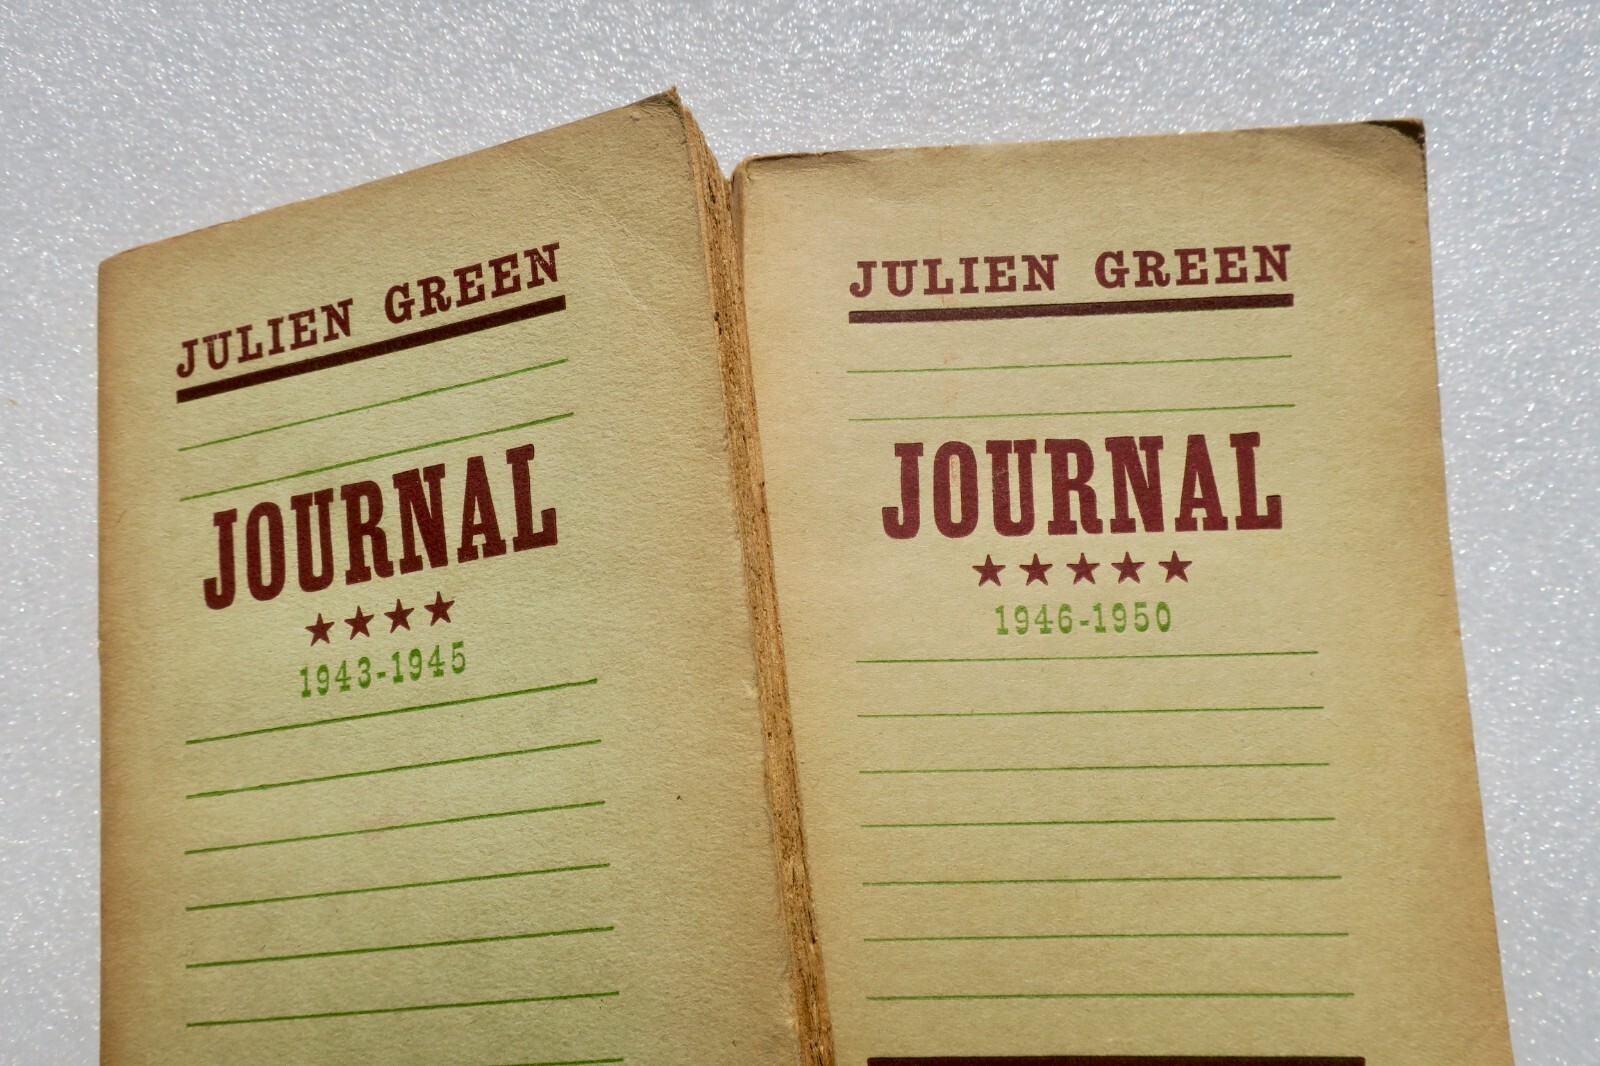 JULIEN GREEN
JOURNAL
★★★★
1943-1945
JULIEN GREEN
JOURNAL
★★★★★
1946-1950